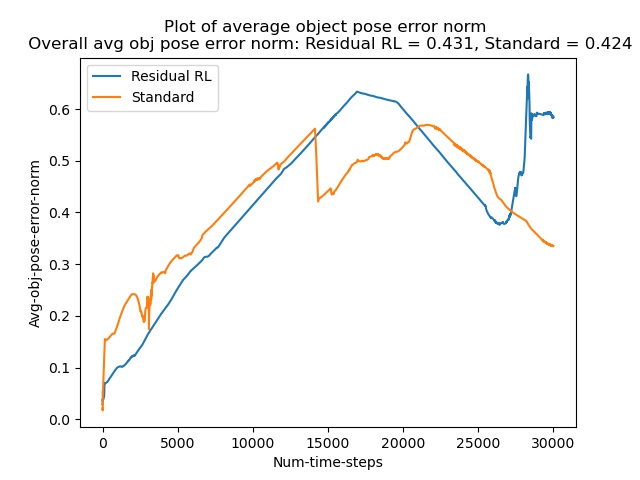 Plot of average object pose error norm
Overall avg obj pose error norm: Residual RL = 0.431, Standard = 0.424
Residual RL
Standard
Avg-obj-pose-error-norm
0.6
0.5
0.4
0.3
0.2
0.1
0.0
0 5000 10000 15000 20000 25000 30000
Num-time-steps